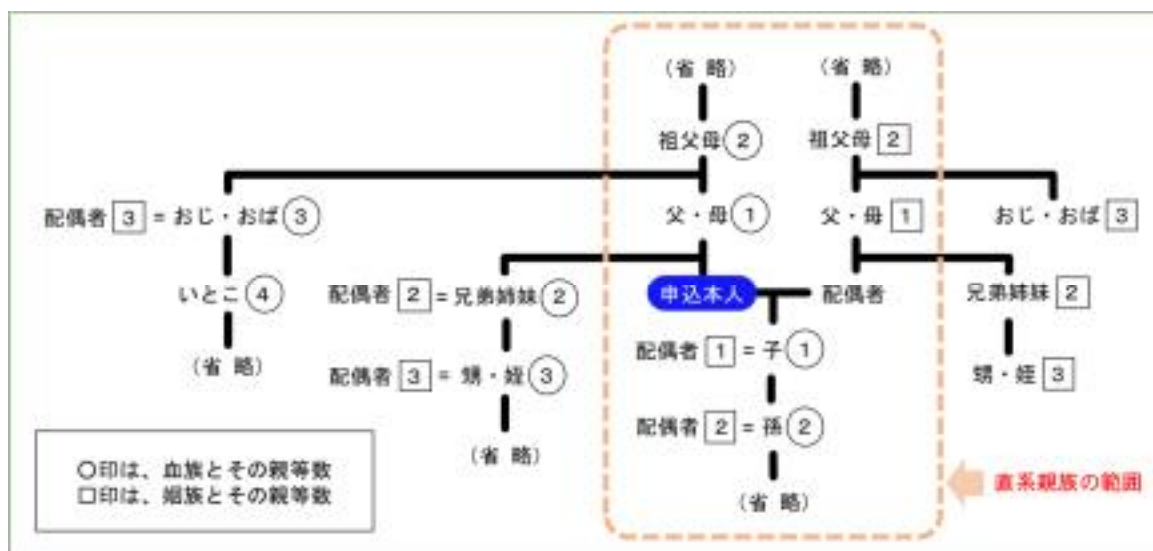 (省 略) (省 略)
祖父母② 祖父母[2]
配偶者[3]=おじ・おば③ 父・母① 父・母[1] おじ・おば[3]
いとこ④ 配偶者[2]=兄弟姉妹② 申込本人 配偶者 兄弟姉妹[2]
(省 略) 配偶者[3]=甥・姪③ 配偶者[1]=子① 甥・姪[3]
(省 略) 配偶者[2]=孫②
(省 略)
直系親族の範囲
○印は、血族とその親等数
□印は、姻族とその親等数